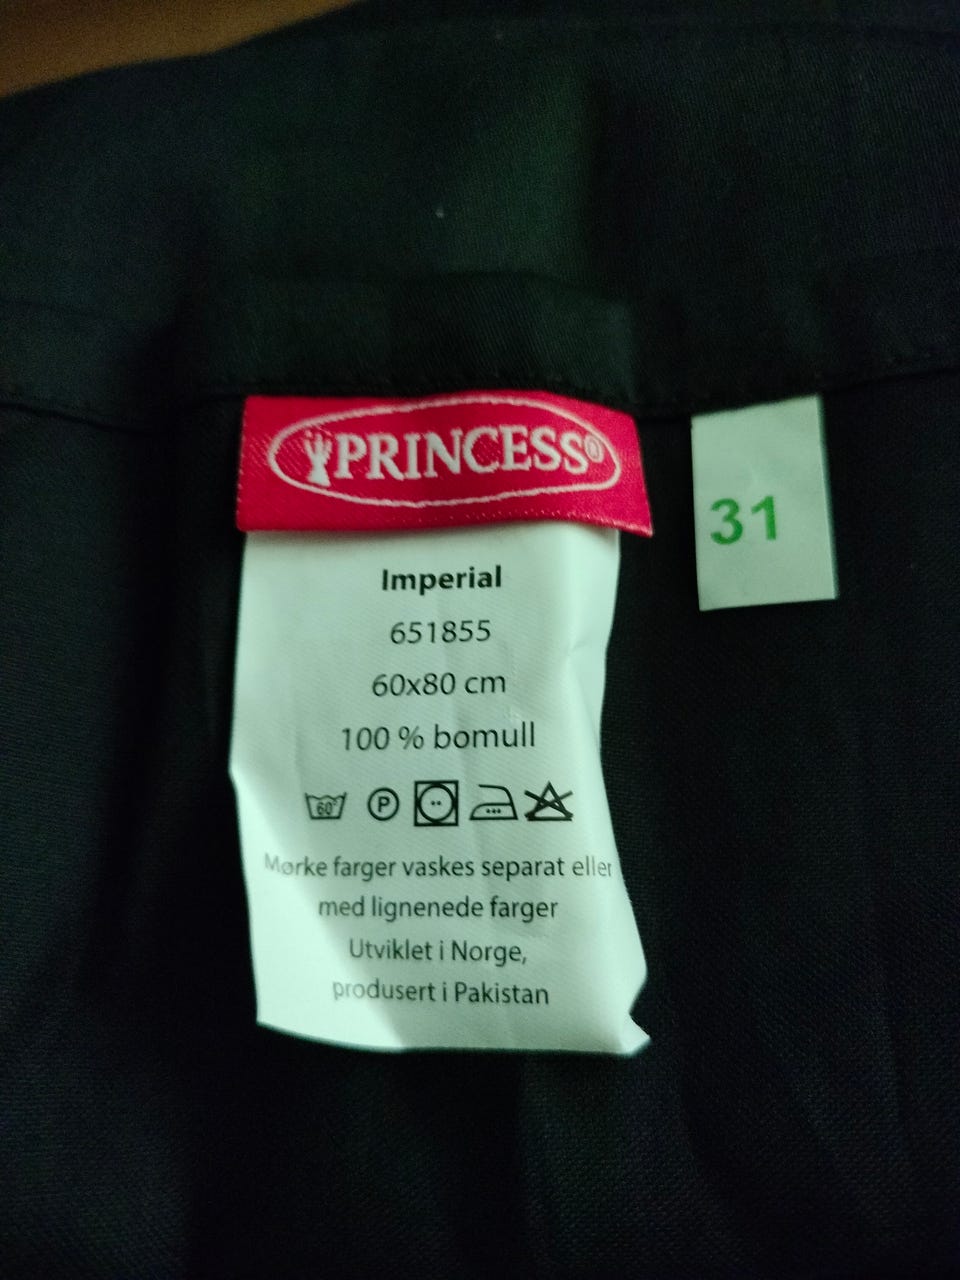 PRINCESS®
31
Imperial
651855
60x80 cm
100 % bomull
60° P
Mørke farger vaskes separat eller
med lignenede farger
Utviklet i Norge,
produsert i Pakistan